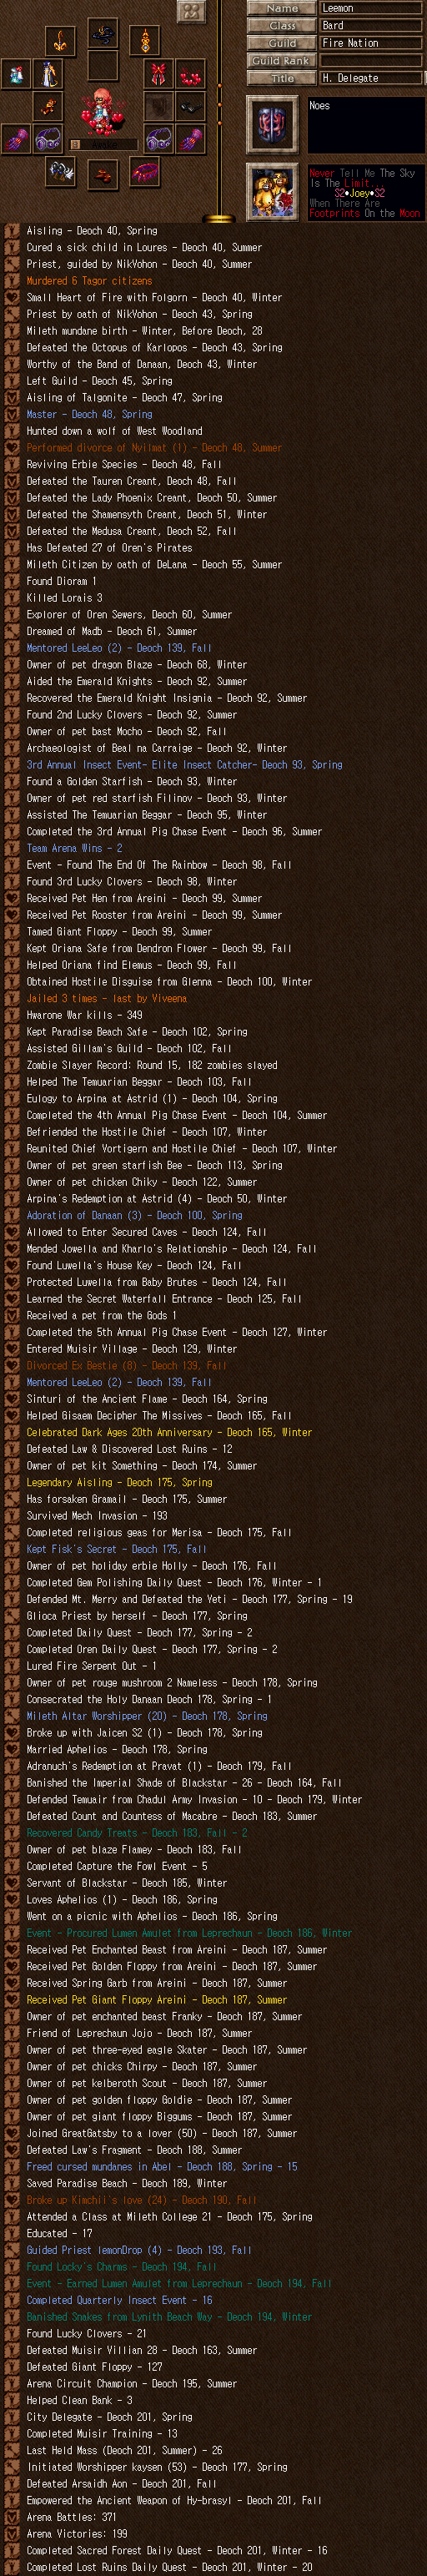 Name Leemon
Class Bard
Guild Fire Nation
Guild Rank
Title H. Delegate
Awake
Noes
Never Tell Me The Sky
Is The Limit...
S2•Joey•S2
When There Are
Footprints On the Moon
Aisling - Deoch 40, Spring
Cured a sick child in Loures - Deoch 40, Summer
Priest, guided by NikYohon - Deoch 40, Summer
Murdered 6 Tagor citizens
Small Heart of Fire with Folgorn - Deoch 40, Winter
Priest by oath of NikYohon - Deoch 43, Spring
Mileth mundane birth - Winter, Before Deoch, 28
Defeated the Octopus of Karlopos - Deoch 43, Spring
Worthy of the Band of Danaan, Deoch 43, Winter
Left Guild - Deoch 45, Spring
Aisling of Talgonite - Deoch 47, Spring
Master - Deoch 48, Spring
Hunted down a wolf of West Woodland
Performed divorce of Nyilmat (1) - Deoch 48, Summer
Reviving Erbie Species - Deoch 48, Fall
Defeated the Tauren Creant, Deoch 48, Fall
Defeated the Lady Phoenix Creant, Deoch 50, Summer
Defeated the Shamensyth Creant, Deoch 51, Winter
Defeated the Medusa Creant, Deoch 52, Fall
Has Defeated 27 of Oren's Pirates
Mileth Citizen by oath of DeLana - Deoch 55, Summer
Found Dioram 1
Killed Lorais 3
Explorer of Oren Sewers, Deoch 60, Summer
Dreamed of Madb - Deoch 61, Summer
Mentored LeeLeo (2) - Deoch 139, Fall
Owner of pet dragon Blaze - Deoch 68, Winter
Aided the Emerald Knights - Deoch 92, Summer
Recovered the Emerald Knight Insignia - Deoch 92, Summer
Found 2nd Lucky Clovers - Deoch 92, Summer
Owner of pet bast Mocho - Deoch 92, Fall
Archaeologist of Beal na Carraige - Deoch 92, Winter
3rd Annual Insect Event- Elite Insect Catcher- Deoch 93, Spring
Found a Golden Starfish - Deoch 93, Winter
Owner of pet red starfish Filinov - Deoch 93, Winter
Assisted The Temuarian Beggar - Deoch 95, Winter
Completed the 3rd Annual Pig Chase Event - Deoch 96, Summer
Team Arena Wins - 2
Event - Found The End Of The Rainbow - Deoch 98, Fall
Found 3rd Lucky Clovers - Deoch 98, Winter
Received Pet Hen from Areini - Deoch 99, Summer
Received Pet Rooster from Areini - Deoch 99, Summer
Tamed Giant Floppy - Deoch 99, Summer
Kept Oriana Safe from Dendron Flower - Deoch 99, Fall
Helped Oriana find Elemus - Deoch 99, Fall
Obtained Hostile Disguise from Glenna - Deoch 100, Winter
Jailed 3 times - last by Viveena
Hwarone War kills - 349
Kept Paradise Beach Safe - Deoch 102, Spring
Assisted Gillam's Guild - Deoch 102, Fall
Zombie Slayer Record: Round 15, 182 zombies slayed
Helped The Temuarian Beggar - Deoch 103, Fall
Eulogy to Arpina at Astrid (1) - Deoch 104, Spring
Completed the 4th Annual Pig Chase Event - Deoch 104, Summer
Befriended the Hostile Chief - Deoch 107, Winter
Reunited Chief Vortigern and Hostile Chief - Deoch 107, Winter
Owner of pet green starfish Bee - Deoch 113, Spring
Owner of pet chicken Chiky - Deoch 122, Summer
Arpina's Redemption at Astrid (4) - Deoch 50, Winter
Adoration of Danaan (3) - Deoch 100, Spring
Allowed to Enter Secured Caves - Deoch 124, Fall
Mended Jowella and Kharlo's Relationship - Deoch 124, Fall
Found Luwella's House Key - Deoch 124, Fall
Protected Luwella from Baby Brutes - Deoch 124, Fall
Learned the Secret Waterfall Entrance - Deoch 125, Fall
Received a pet from the Gods 1
Completed the 5th Annual Pig Chase Event - Deoch 127, Winter
Entered Muisir Village - Deoch 129, Winter
Divorced Ex Bestie (8) - Deoch 139, Fall
Mentored LeeLeo (2) - Deoch 139, Fall
Sinturi of the Ancient Flame - Deoch 164, Spring
Helped Gisaem Decipher The Missives - Deoch 165, Fall
Celebrated Dark Ages 20th Anniversary - Deoch 165, Winter
Defeated Law & Discovered Lost Ruins - 12
Owner of pet kit Something - Deoch 174, Summer
Legendary Aisling - Deoch 175, Spring
Has forsaken Gramail - Deoch 175, Summer
Survived Mech Invasion - 193
Completed religious geas for Merisa - Deoch 175, Fall
Kept Fisk's Secret - Deoch 175, Fall
Owner of pet holiday erbie Holly - Deoch 176, Fall
Completed Gem Polishing Daily Quest - Deoch 176, Winter - 1
Defended Mt. Merry and Defeated the Yeti - Deoch 177, Spring - 19
Glioca Priest by herself - Deoch 177, Spring
Completed Daily Quest - Deoch 177, Spring - 2
Completed Oren Daily Quest - Deoch 177, Spring - 2
Lured Fire Serpent Out - 1
Owner of pet rouge mushroom 2 Nameless - Deoch 178, Spring
Consecrated the Holy Danaan Deoch 178, Spring - 1
Mileth Altar Worshipper (20) - Deoch 178, Spring
Broke up with Jaicen S2 (1) - Deoch 178, Spring
Married Aphelios - Deoch 178, Spring
Adranuch's Redemption at Pravat (1) - Deoch 179, Fall
Banished the Imperial Shade of Blackstar - 26 - Deoch 164, Fall
Defended Temuair from Chadul Army Invasion - 10 - Deoch 179, Winter
Defeated Count and Countess of Macabre - Deoch 183, Summer
Recovered Candy Treats - Deoch 183, Fall - 2
Owner of pet blaze Flamey - Deoch 183, Fall
Completed Capture the Fowl Event - 5
Servant of Blackstar - Deoch 185, Winter
Loves Aphelios (1) - Deoch 186, Spring
Went on a picnic with Aphelios - Deoch 186, Spring
Event - Procured Lumen Amulet from Leprechaun - Deoch 186, Winter
Received Pet Enchanted Beast from Areini - Deoch 187, Summer
Received Pet Golden Floppy from Areini - Deoch 187, Summer
Received Spring Garb from Areini - Deoch 187, Summer
Received Pet Giant Floppy Areini - Deoch 187, Summer
Owner of pet enchanted beast Franky - Deoch 187, Summer
Friend of Leprechaun Jojo - Deoch 187, Summer
Owner of pet three-eyed eagle Skater - Deoch 187, Summer
Owner of pet chicks Chirpy - Deoch 187, Summer
Owner of pet kelberoth Scout - Deoch 187, Summer
Owner of pet golden floppy Goldie - Deoch 187, Summer
Owner of pet giant floppy Biggums - Deoch 187, Summer
Joined GreatGatsby to a lover (50) - Deoch 187, Summer
Defeated Law's Fragment - Deoch 188, Summer
Freed cursed mundanes in Abel - Deoch 188, Spring - 15
Saved Paradise Beach - Deoch 189, Winter
Broke up Kimchii's love (24) - Deoch 190, Fall
Attended a Class at Mileth College 21 - Deoch 175, Spring
Educated - 17
Guided Priest lemonDrop (4) - Deoch 193, Fall
Found Locky's Charms - Deoch 194, Fall
Event - Earned Lumen Amulet from Leprechaun - Deoch 194, Fall
Completed Quarterly Insect Event - 16
Banished Snakes from Lynith Beach Way - Deoch 194, Winter
Found Lucky Clovers - 21
Defeated Muisir Villian 28 - Deoch 163, Summer
Defeated Giant Floppy - 127
Arena Circuit Champion - Deoch 195, Summer
Helped Clean Bank - 3
City Delegate - Deoch 201, Spring
Completed Muisir Training - 13
Last Held Mass (Deoch 201, Summer) - 26
Initiated Worshipper kaysen (53) - Deoch 177, Spring
Defeated Arsaidh Aon - Deoch 201, Fall
Empowered the Ancient Weapon of Hy-brasyl - Deoch 201, Fall
Arena Battles: 371
Arena Victories: 199
Completed Sacred Forest Daily Quest - Deoch 201, Winter - 16
Completed Lost Ruins Daily Quest - Deoch 201, Winter - 20